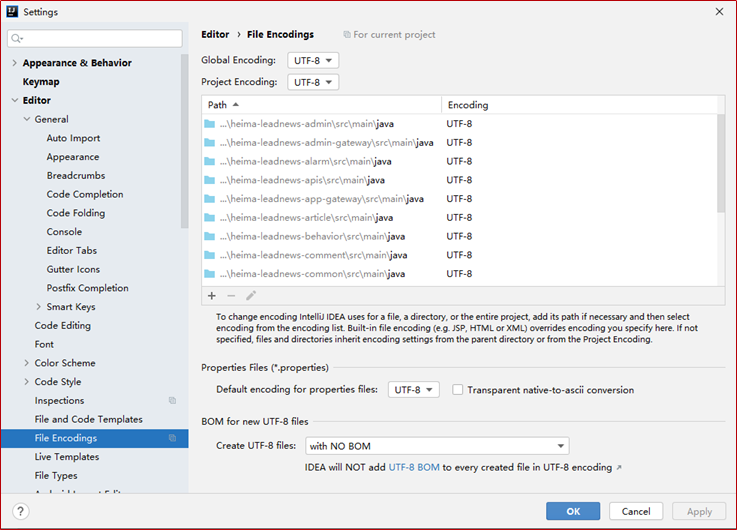 Settings
Appearance & Behavior
Keymap
Editor
General
Auto Import
Appearance
Breadcrumbs
Code Completion
Code Folding
Console
Editor Tabs
Gutter Icons
Postfix Completion
Smart Keys
Code Editing
Font
Color Scheme
Code Style
Inspections
File and Code Templates
File Encodings
Live Templates
File Types
Editor › File Encodings For current project
Global Encoding: UTF-8
Project Encoding: UTF-8
Path Encoding
...\heima-leadnews-admin\src\main\java UTF-8
...\heima-leadnews-admin-gateway\src\main\java UTF-8
...\heima-leadnews-alarm\src\main\java UTF-8
...\heima-leadnews-apis\src\main\java UTF-8
...\heima-leadnews-app-gateway\src\main\java UTF-8
...\heima-leadnews-article\src\main\java UTF-8
...\heima-leadnews-behavior\src\main\java UTF-8
...\heima-leadnews-comment\src\main\java UTF-8
...\heima-leadnews-common\src\main\java UTF-8
To change encoding IntelliJ IDEA uses for a file, a directory, or the entire project, add its path if necessary and then select
encoding from the encoding list. Built-in file encoding (e.g. JSP, HTML or XML) overrides encoding you specify here. If not
specified, files and directories inherit encoding settings from the parent directory or from the Project Encoding.
Properties Files (*.properties)
Default encoding for properties files: UTF-8 Transparent native-to-ascii conversion
BOM for new UTF-8 files
Create UTF-8 files: with NO BOM
IDEA will NOT add UTF-8 BOM to every created file in UTF-8 encoding ↗
? OK Cancel Apply